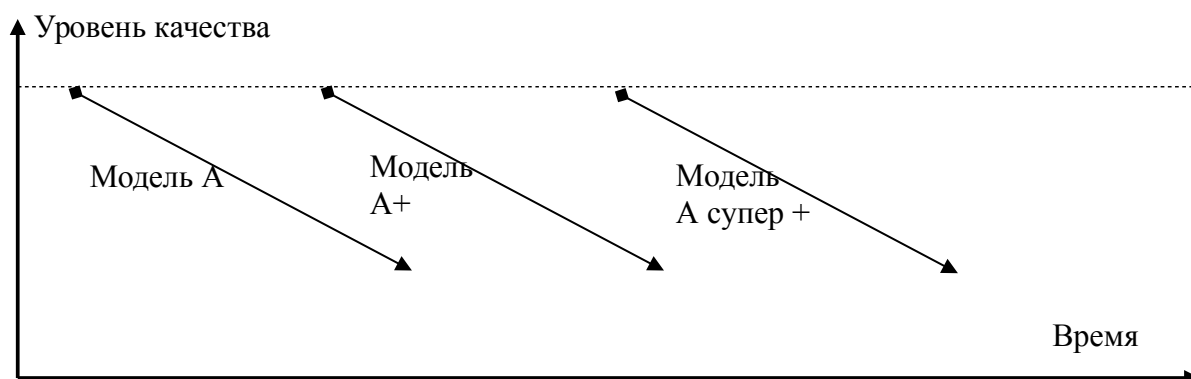 Уровень качества
Модель А
Модель
А+
Модель
А супер +
Время